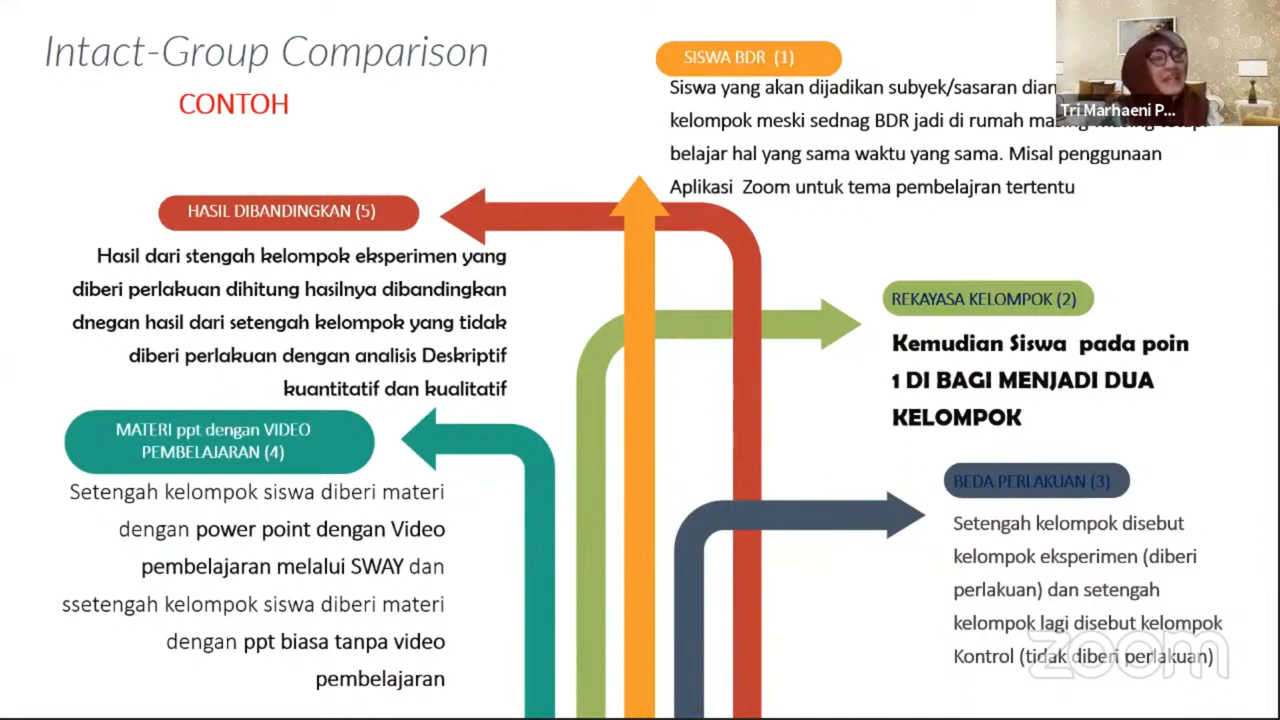 Intact-Group Comparison
CONTOH
SISWA BDR (1)
Siswa yang akan dijadikan subyek/sasaran
kelompok meski sednag BDR jadi di rumah
belajar hal yang sama waktu yang sama. Misal penggunaan
Aplikasi Zoom untuk tema pembelajran tertentu
Tri Marhaeni P...
REKAYASA KELOMPOK (2)
Kemudian Siswa pada poin
1 DI BAGI MENJADI DUA
KELOMPOK
BEDA PERLAKUAN (3)
Setengah kelompok disebut
kelompok eksperimen (diberi
perlakuan) dan setengah
kelompok lagi disebut kelompok
Kontrol (tidak diberi perlakuan)
MATERI ppt dengan VIDEO
PEMBELAJARAN (4)
Setengah kelompok siswa diberi materi
dengan power point dengan Video
pembelajaran melalui SWAY dan
ssetengah kelompok siswa diberi materi
dengan ppt biasa tanpa video
pembelajaran
HASIL DIBANDINGKAN (5)
Hasil dari stengah kelompok eksperimen yang
diberi perlakuan dihitung hasilnya dibandingkan
dnegan hasil dari setengah kelompok yang tidak
diberi perlakuan dengan analisis Deskriptif
kuantitatif dan kualitatif
zoom